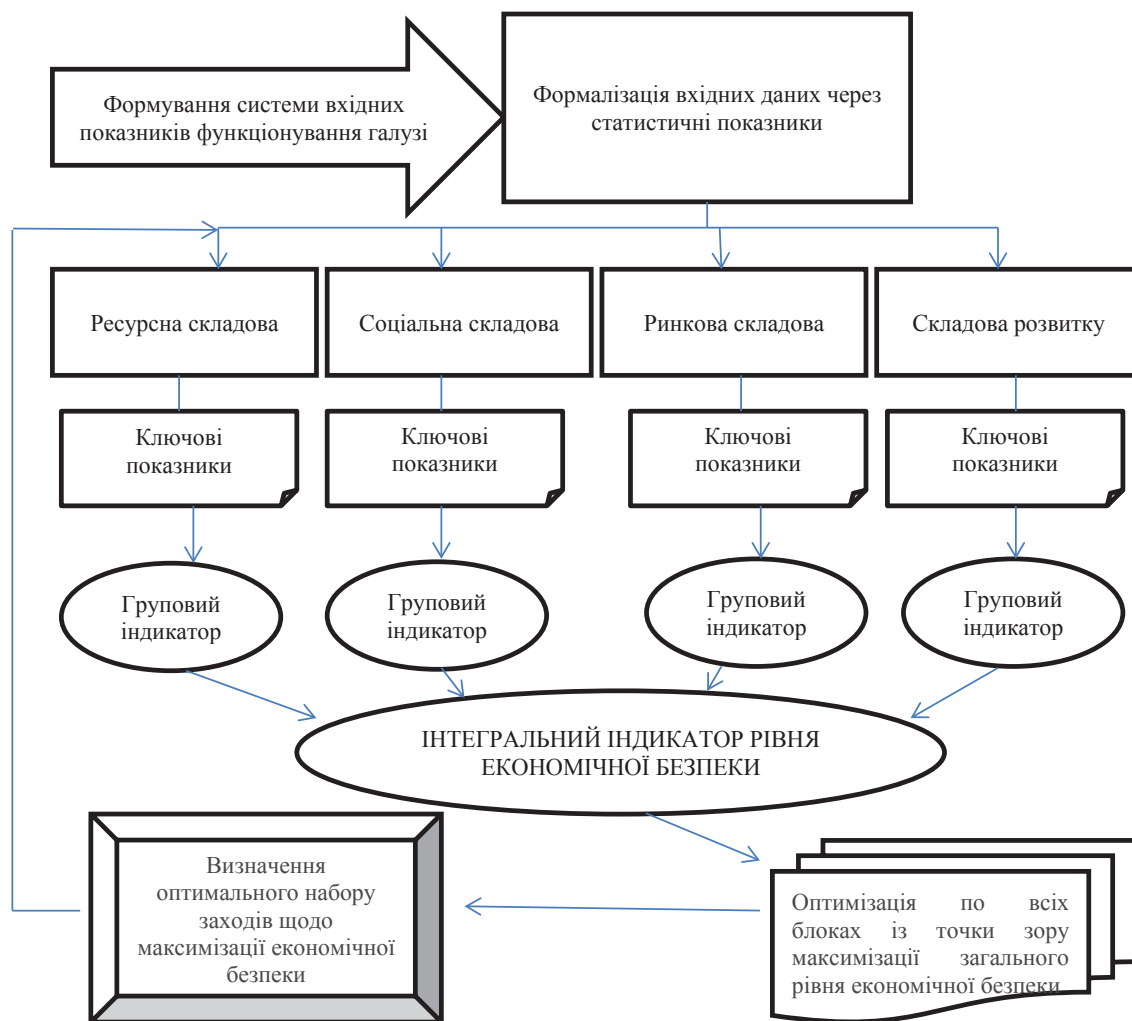 Формування системи вхідних
показників функціонування галузі
Формалізація вхідних даних через
статистичні показники
Ресурсна складова
Соціальна складова
Ринкова складова
Складова розвитку
Ключові
показники
Ключові
показники
Ключові
показники
Ключові
показники
Груповий
індикатор
Груповий
індикатор
Груповий
індикатор
Груповий
індикатор
ІНТЕГРАЛЬНИЙ ІНДИКАТОР РІВНЯ
ЕКОНОМІЧНОЇ БЕЗПЕКИ
Визначення
оптимального набору
заходів щодо
максимізації економічної
безпеки
Оптимізація по всіх
блоках із точки зору
максимізації загального
рівня економічної безпеки